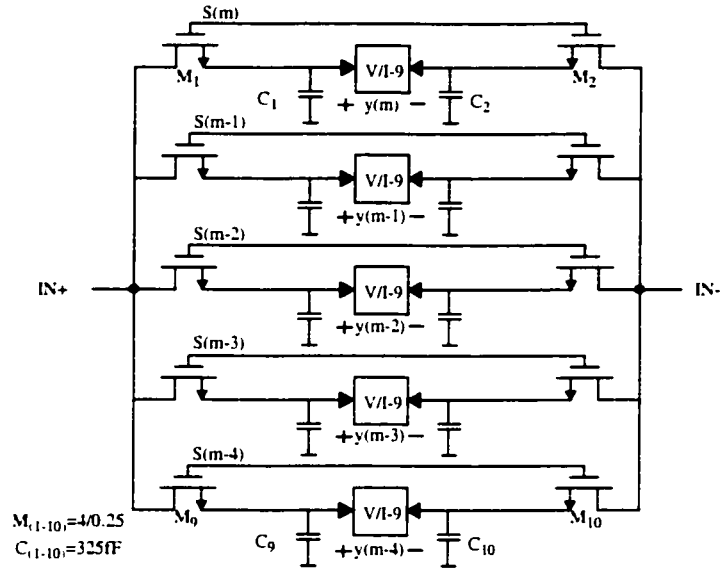 S(m)
M1 V/I-9 M2
C1 + y(m) − C2
S(m-1)
V/I-9
+ y(m-1) −
S(m-2)
IN+ V/I-9 IN-
+ y(m-2) −
S(m-3)
V/I-9
+ y(m-3) −
S(m-4)
M9 V/I-9 M10
M(1-10)=4/0.25
C9 + y(m-4) − C10
C(1-10)=325fF